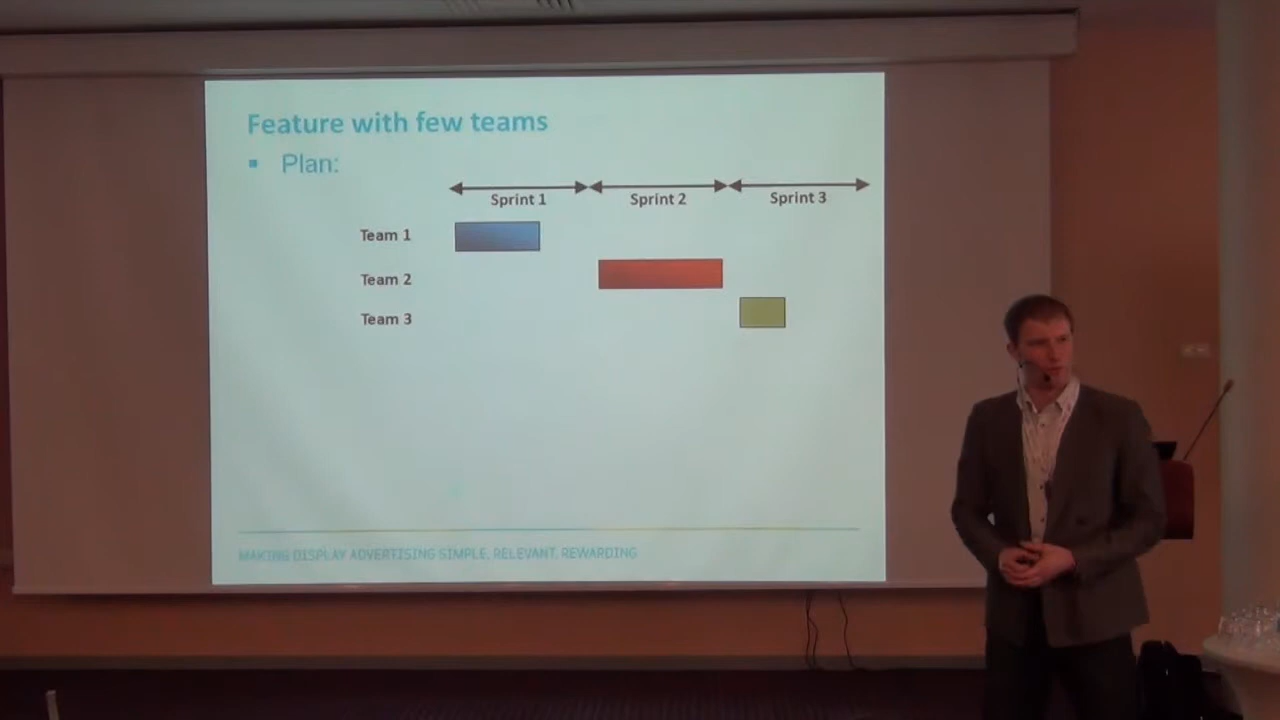 Feature with few teams
▪ Plan:
Sprint 1 Sprint 2 Sprint 3
Team 1
Team 2
Team 3
MAKING DISPLAY ADVERTISING SIMPLE, RELEVANT, REWARDING